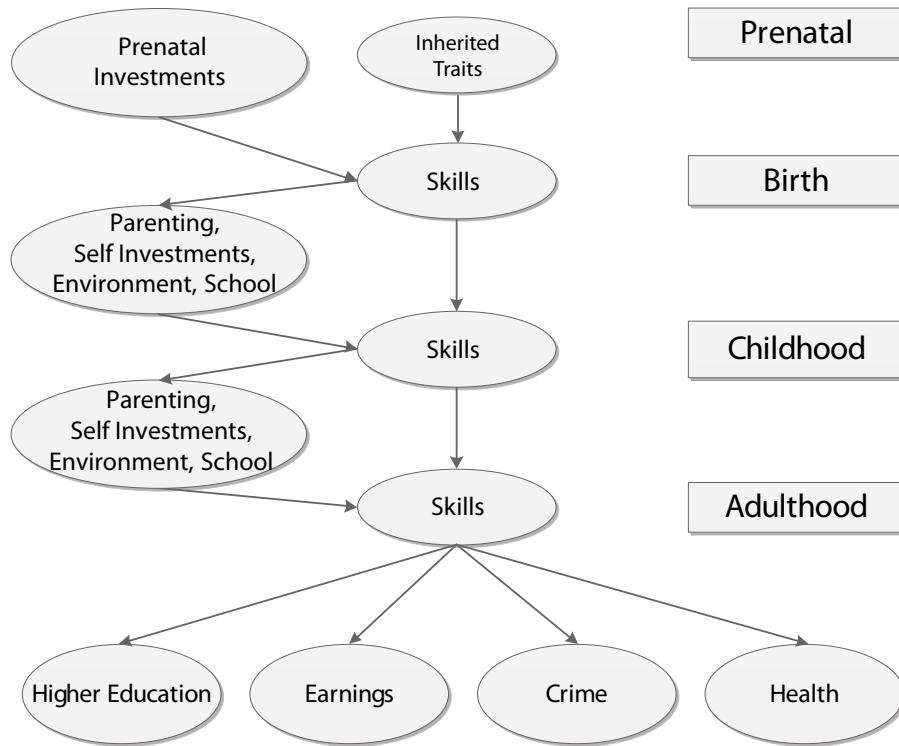 Prenatal
Investments
Inherited
Traits
Prenatal
Skills
Birth
Parenting,
Self Investments,
Environment, School
Skills
Childhood
Parenting,
Self Investments,
Environment, School
Skills
Adulthood
Higher Education
Earnings
Crime
Health